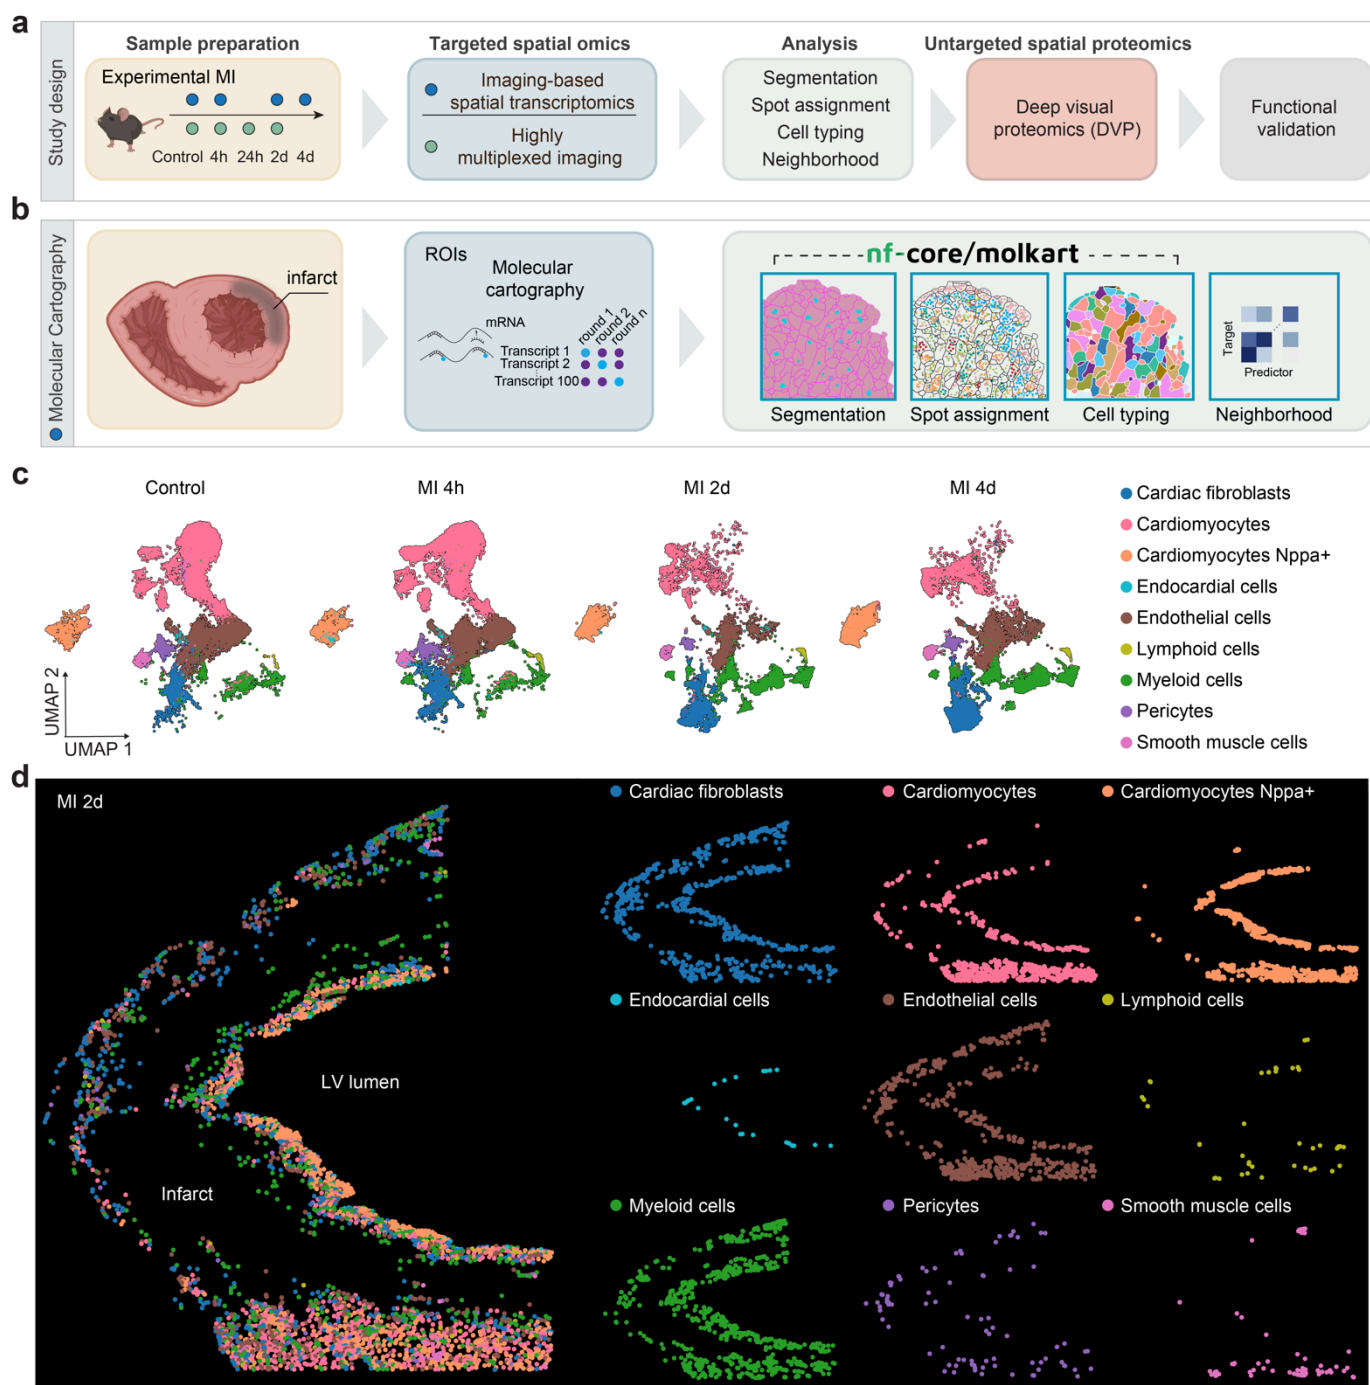 a
Study design
Sample preparation
Targeted spatial omics
Analysis
Untargeted spatial proteomics
Experimental MI
Control 4h 24h 2d 4d
Imaging-based
spatial transcriptomics
Highly
multiplexed imaging
Segmentation
Spot assignment
Cell typing
Neighborhood
Deep visual
proteomics (DVP)
Functional
validation
b
Molecular Cartography
infarct
ROIs
Molecular
cartography
mRNA
round 1
round 2
round n
Transcript 1
Transcript 2
Transcript 100
nf-core/molkart
Target
Predictor
Segmentation
Spot assignment
Cell typing
Neighborhood
c
Control
MI 4h
MI 2d
MI 4d
UMAP 2
UMAP 1
Cardiac fibroblasts
Cardiomyocytes
Cardiomyocytes Nppa+
Endocardial cells
Endothelial cells
Lymphoid cells
Myeloid cells
Pericytes
Smooth muscle cells
d
MI 2d
LV lumen
Infarct
Cardiac fibroblasts
Cardiomyocytes
Cardiomyocytes Nppa+
Endocardial cells
Endothelial cells
Lymphoid cells
Myeloid cells
Pericytes
Smooth muscle cells